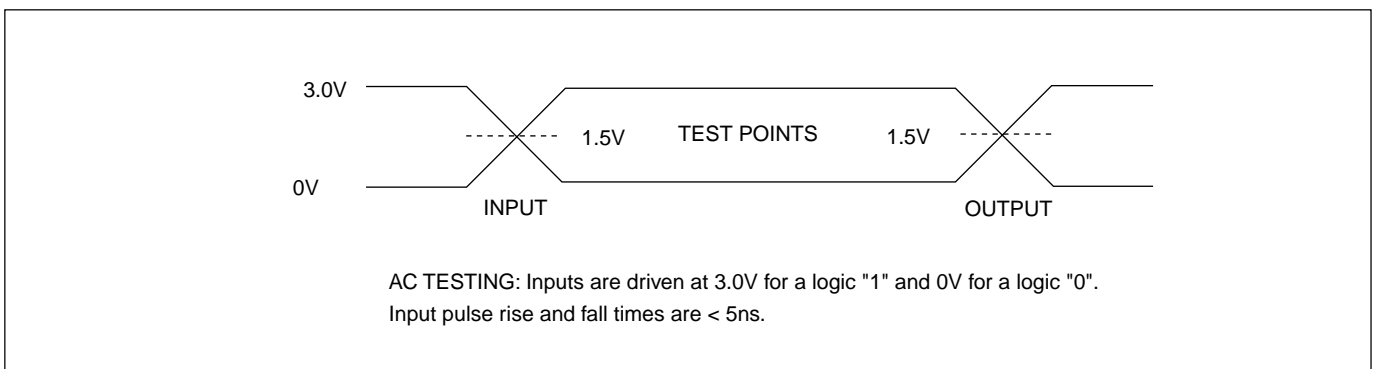 3.0V
1.5V TEST POINTS 1.5V
0V
INPUT OUTPUT
AC TESTING: Inputs are driven at 3.0V for a logic "1" and 0V for a logic "0".
Input pulse rise and fall times are < 5ns.